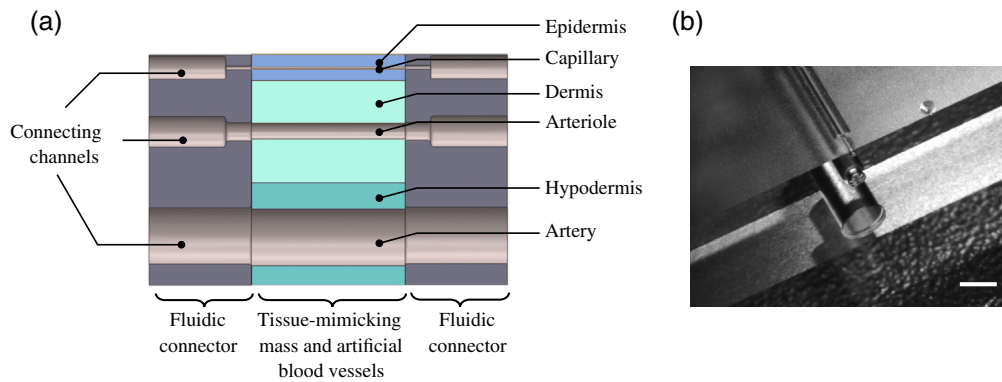 (a)
Epidermis
Capillary
Dermis
Arteriole
Connecting
channels
Hypodermis
Artery
Fluidic
connector
Tissue-mimicking
mass and artificial
blood vessels
Fluidic
connector
(b)